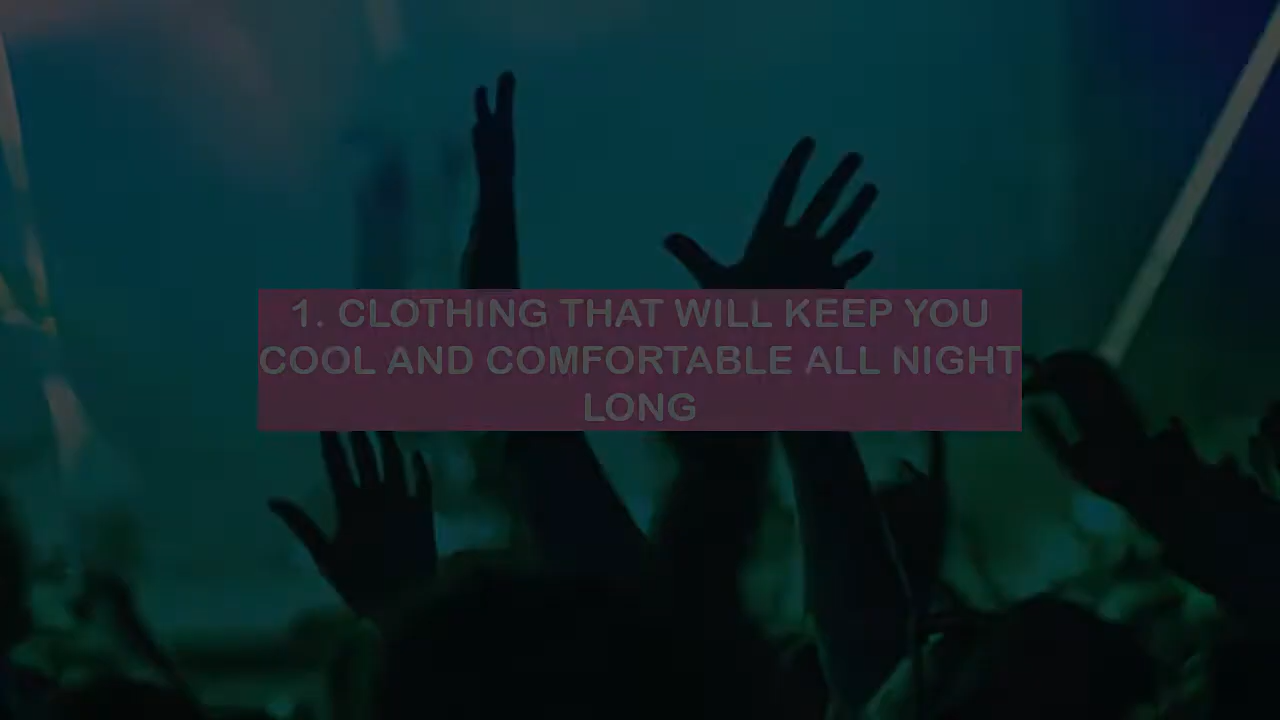 1. CLOTHING THAT WILL KEEP YOU
COOL AND COMFORTABLE ALL NIGHT
LONG